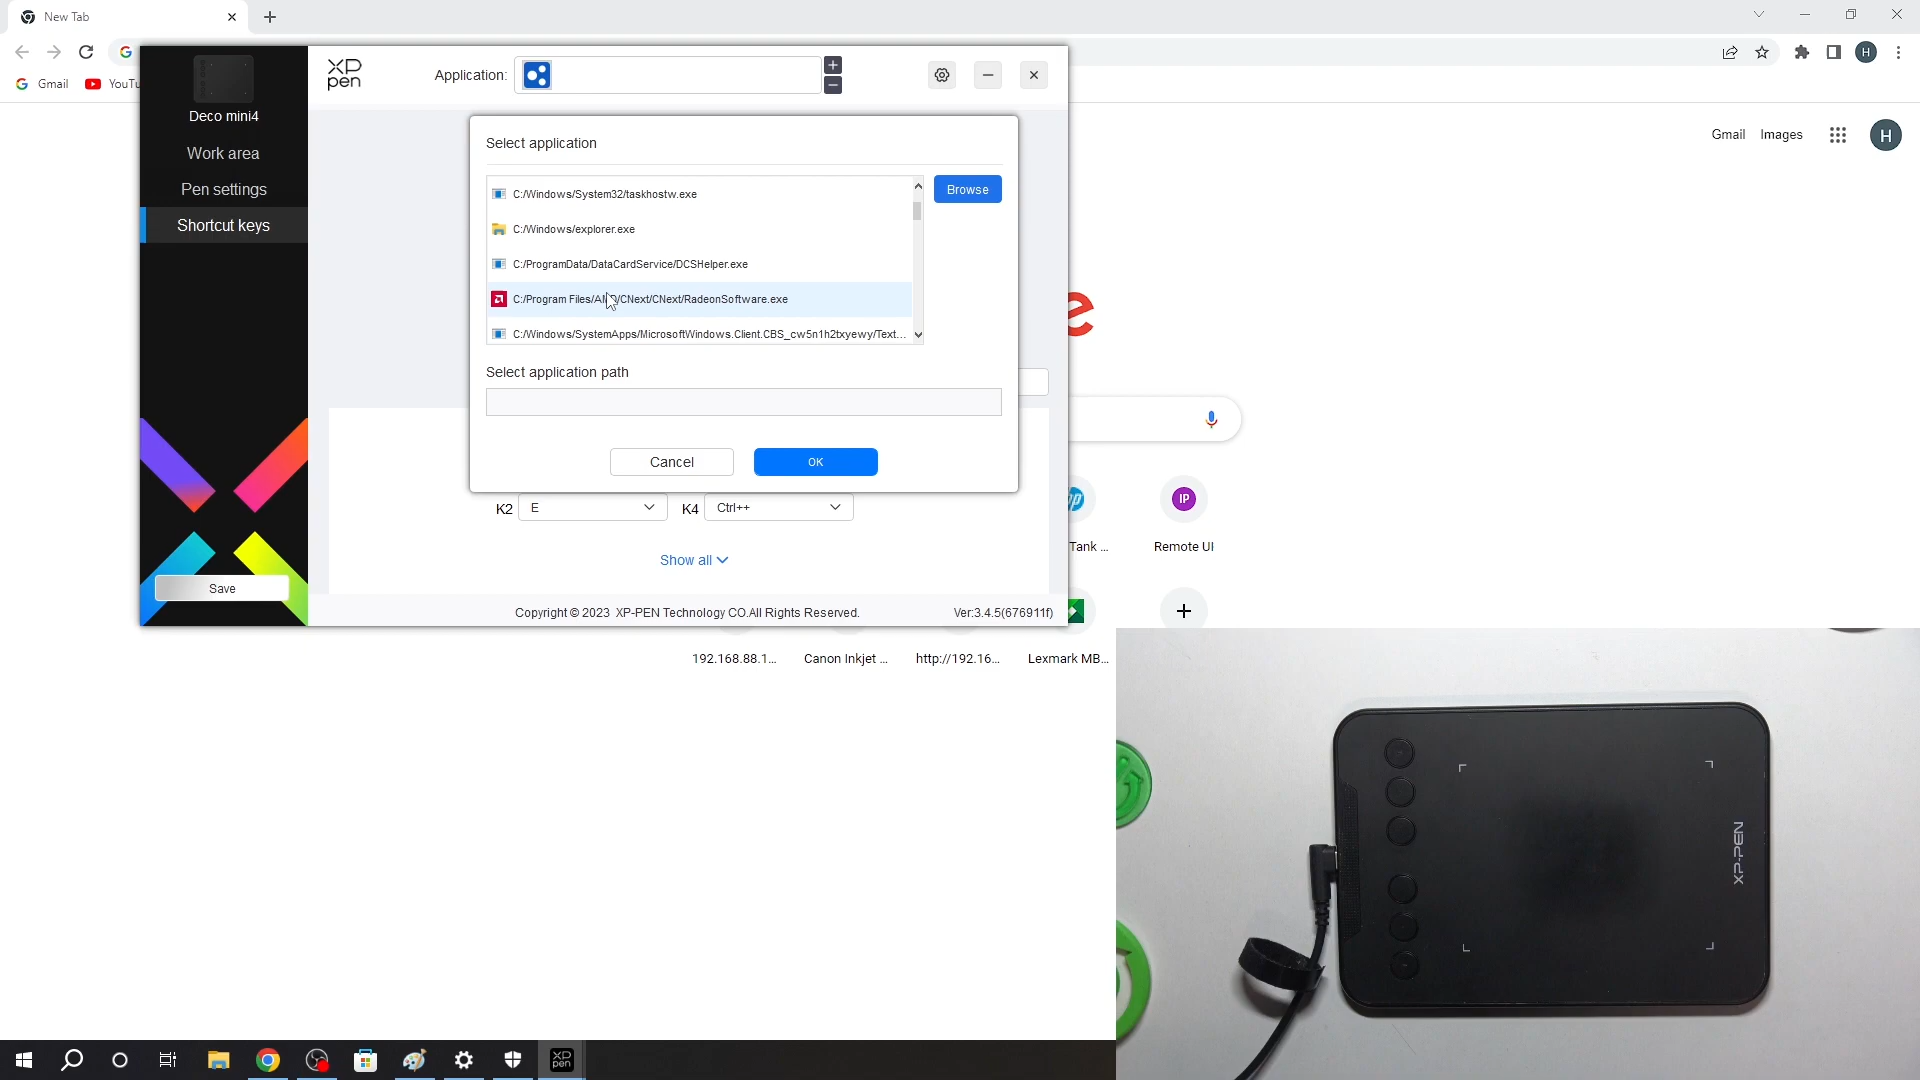 New Tab
Gmail
YouTu
XP
pen
Application:
Deco mini4
Work area
Pen settings
Shortcut keys
Save
Select application
C:/Windows/System32/taskhostw.exe
Browse
C:/Windows/explorer.exe
C:/ProgramData/DataCardService/DCSHelper.exe
C:/Program Files/AMD/CNext/CNext/RadeonSoftware.exe
C:/Windows/SystemApps/MicrosoftWindows.Client.CBS_cw5n1h2txyewy/Text...
Select application path
Cancel
OK
K2
E
K4
Ctrl++
Show all
Copyright © 2023 XP-PEN Technology CO.All Rights Reserved.
Ver:3.4.5(676911f)
H
Gmail
Images
H
e
hp
IP
Tank ...
Remote UI
192.168.88.1...
Canon Inkjet ...
http://192.16...
Lexmark MB...
XP-PEN
XP
pen